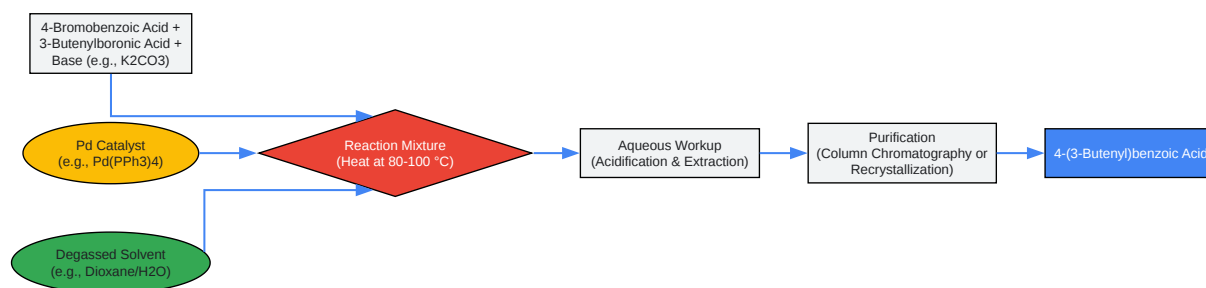 4-Bromobenzoic Acid +
3-Butenylboronic Acid +
Base (e.g., K2CO3)
Pd Catalyst
(e.g., Pd(PPh3)4)
Degassed Solvent
(e.g., Dioxane/H2O)
Reaction Mixture
(Heat at 80-100 °C)
Aqueous Workup
(Acidification & Extraction)
Purification
(Column Chromatography or
Recrystallization)
4-(3-Butenyl)benzoic Acid